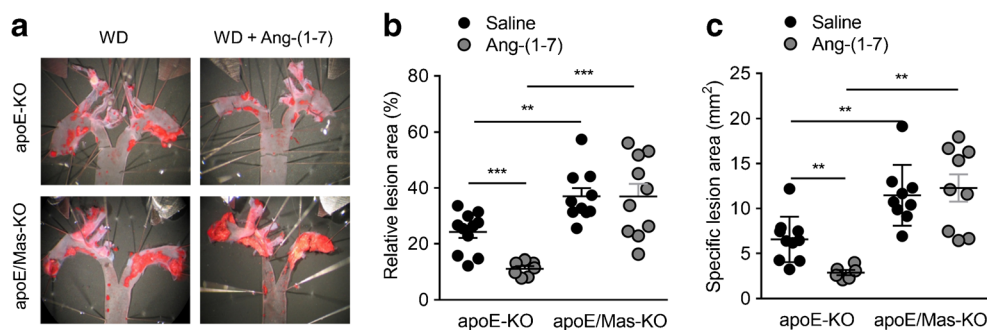 a
WD
WD + Ang-(1-7)
apoE-KO
apoE/Mas-KO
b
Saline
Ang-(1-7)
Relative lesion area (%)
80
60
40
20
0
***
**
***
apoE-KO
apoE/Mas-KO
c
Saline
Ang-(1-7)
Specific lesion area (mm²)
25
20
15
10
5
0
**
**
**
apoE-KO
apoE/Mas-KO